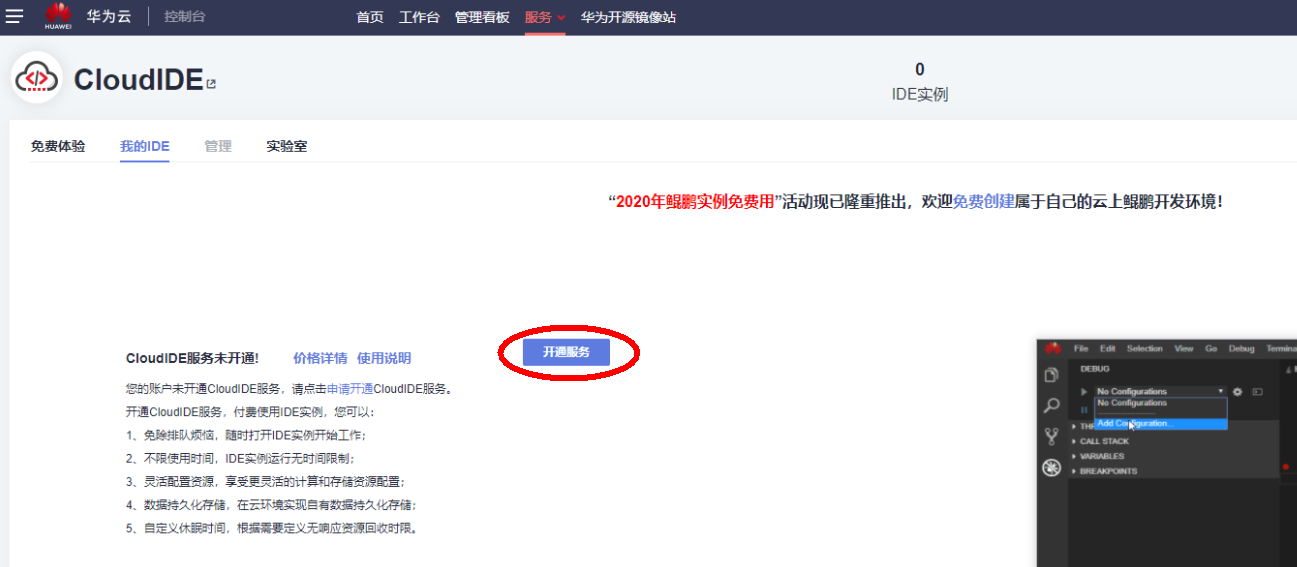 HUAWEI 华为云 控制台 首页 工作台 管理看板 服务 华为开源镜像站
CloudIDE
0
IDE实例
免费体验 我的IDE 管理 实验室
“2020年鲲鹏实例免费用”活动现已隆重推出，欢迎免费创建属于自己的云上鲲鹏开发环境！
CloudIDE服务未开通! 价格详情 使用说明 开通服务
您的账户未开通CloudIDE服务，请点击申请开通CloudIDE服务。
开通CloudIDE服务，付费使用IDE实例，您可以：
1、免除排队烦恼，随时打开IDE实例开始工作；
2、不限使用时间，IDE实例运行无时间限制；
3、灵活配置资源，享受更灵活的计算和存储资源配置；
4、数据持久化存储，在云环境实现自有数据持久化存储；
5、自定义休眠时间，根据需要定义无响应资源回收时限。
File Edit Selection View Go Debug Termina
DEBUG
No Configurations
No Configurations
Add Configuration...
CALL STACK
VARIABLES
BREAKPOINTS